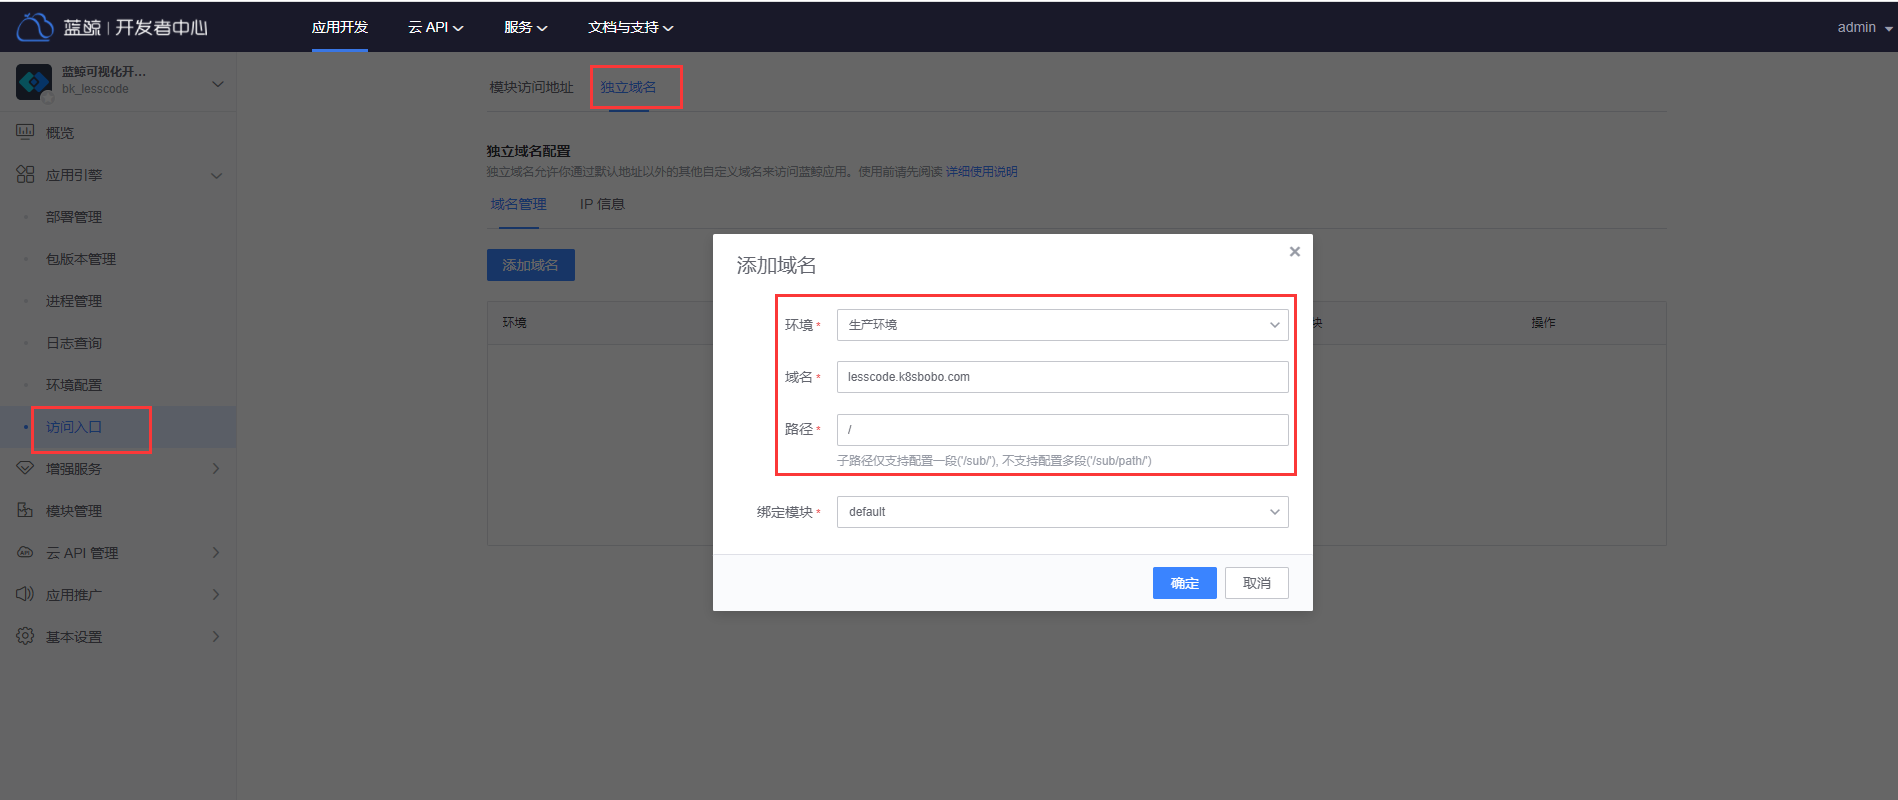 蓝鲸 | 开发者中心
应用开发
云 API
服务
文档与支持
admin
蓝鲸可视化开...
bk_lesscode
概览
应用引擎
部署管理
包版本管理
进程管理
日志查询
环境配置
访问入口
增强服务
模块管理
云 API 管理
应用推广
基本设置
模块访问地址
独立域名
独立域名配置
独立域名允许你通过默认地址以外的其他自定义域名来访问蓝鲸应用。使用前请先阅读 详细使用说明
域名管理
IP 信息
添加域名
环境
块
操作
添加域名
环境 *
生产环境
域名 *
lesscode.k8sbobo.com
路径 *
/
子路径仅支持配置一段('/sub/'), 不支持配置多段('/sub/path/')
绑定模块 *
default
确定
取消